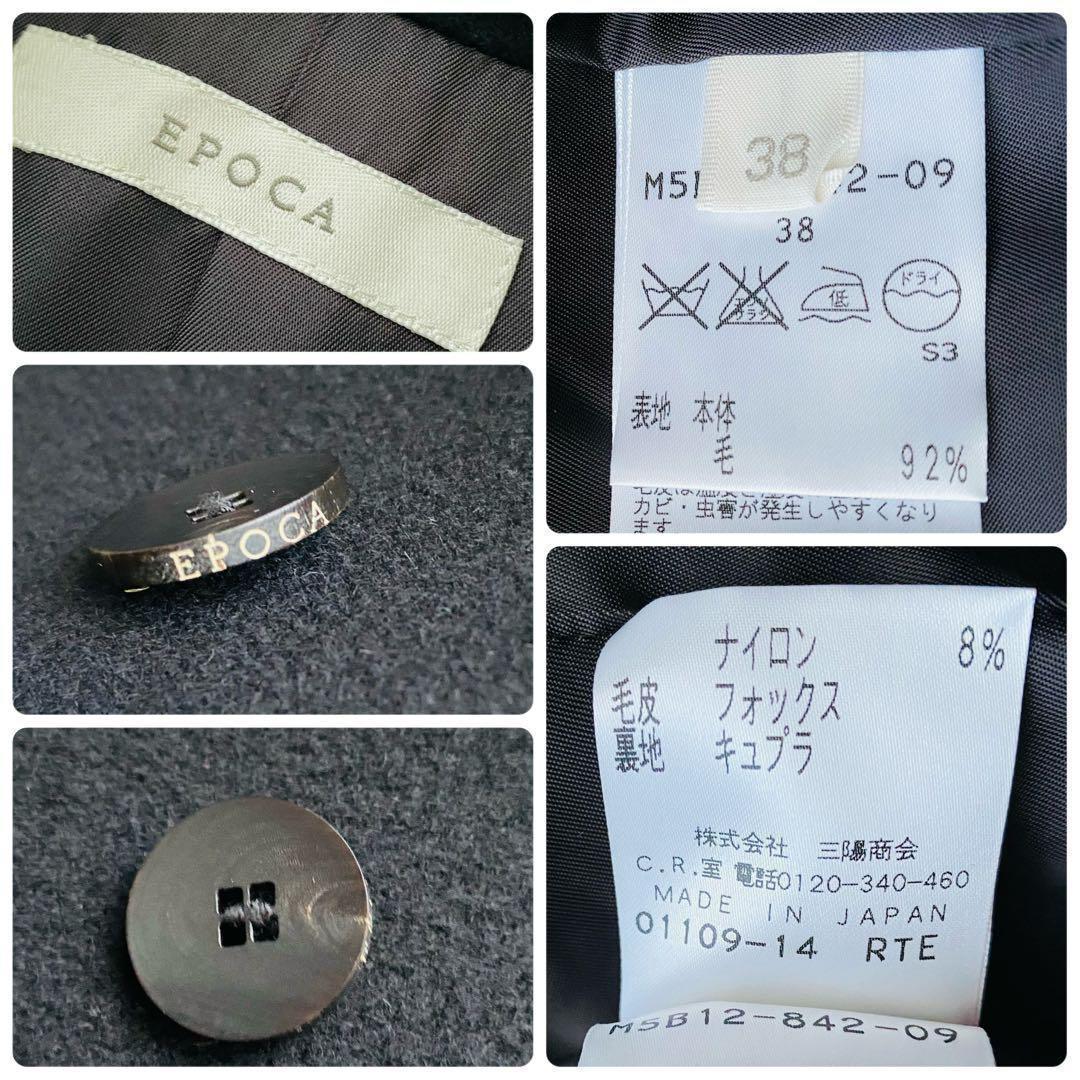 EPOCA
EPOCA
38
38
ドライ
低
S3
表地 本体
毛 92%
カビ・虫害が発生しやすくなり
ます
ナイロン 8%
毛皮 フォックス
裏地 キュプラ
株式会社 三陽商会
C.R.室 電話0120-340-460
MADE IN JAPAN
01109-14 RTE
M5B12-842-09